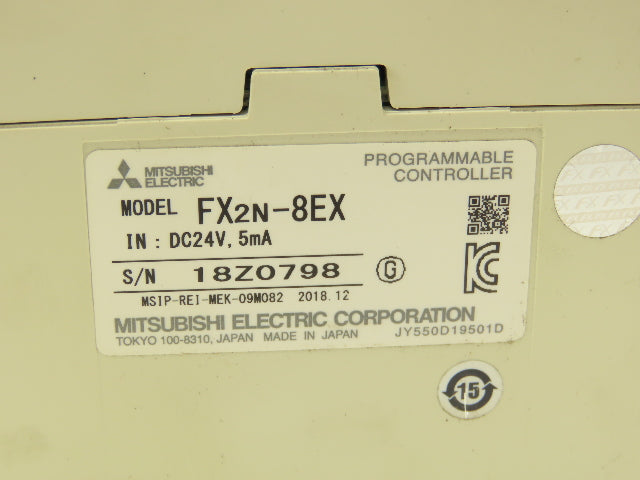 MITSUBISHI
ELECTRIC
PROGRAMMABLE
CONTROLLER
MODEL FX2N-8EX
IN : DC24V, 5mA
S/N 18Z0798 G
KC
MSIP-REI-MEK-09M082 2018.12
MITSUBISHI ELECTRIC CORPORATION
TOKYO 100-8310, JAPAN MADE IN JAPAN JY550D19501D
15